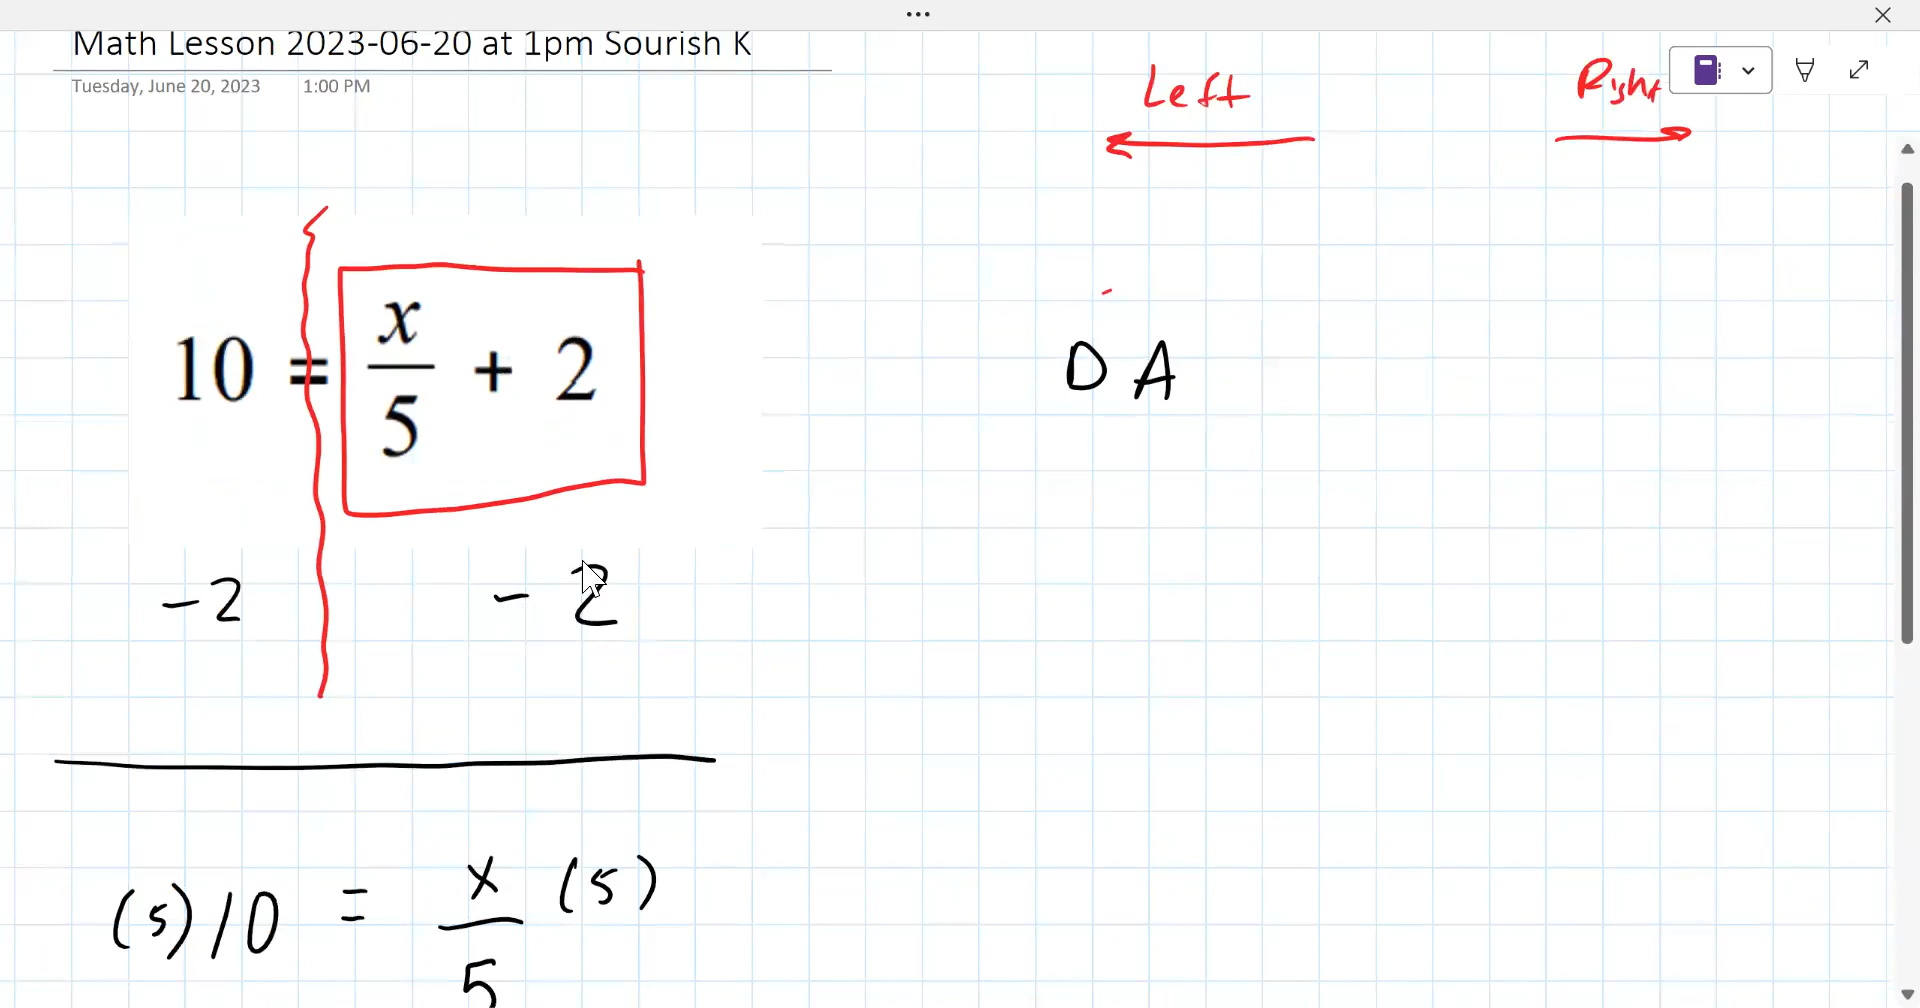 Math Lesson 2023-06-20 at 1pm Sourish K
Tuesday, June 20, 2023 1:00 PM
Left Right
10 = x/5 + 2
D A
-2 - 2
(5)10 = x/5 (5)